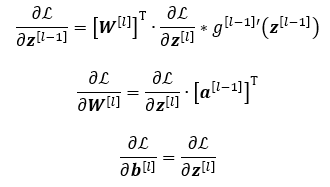 ∂ℒ/∂𝒛^[l−1] = [𝑾^[l]]^T · ∂ℒ/∂𝒛^[l] * g^[l−1]′(𝒛^[l−1])
∂ℒ/∂𝑾^[l] = ∂ℒ/∂𝒛^[l] · [𝒂^[l−1]]^T
∂ℒ/∂𝒃^[l] = ∂ℒ/∂𝒛^[l]